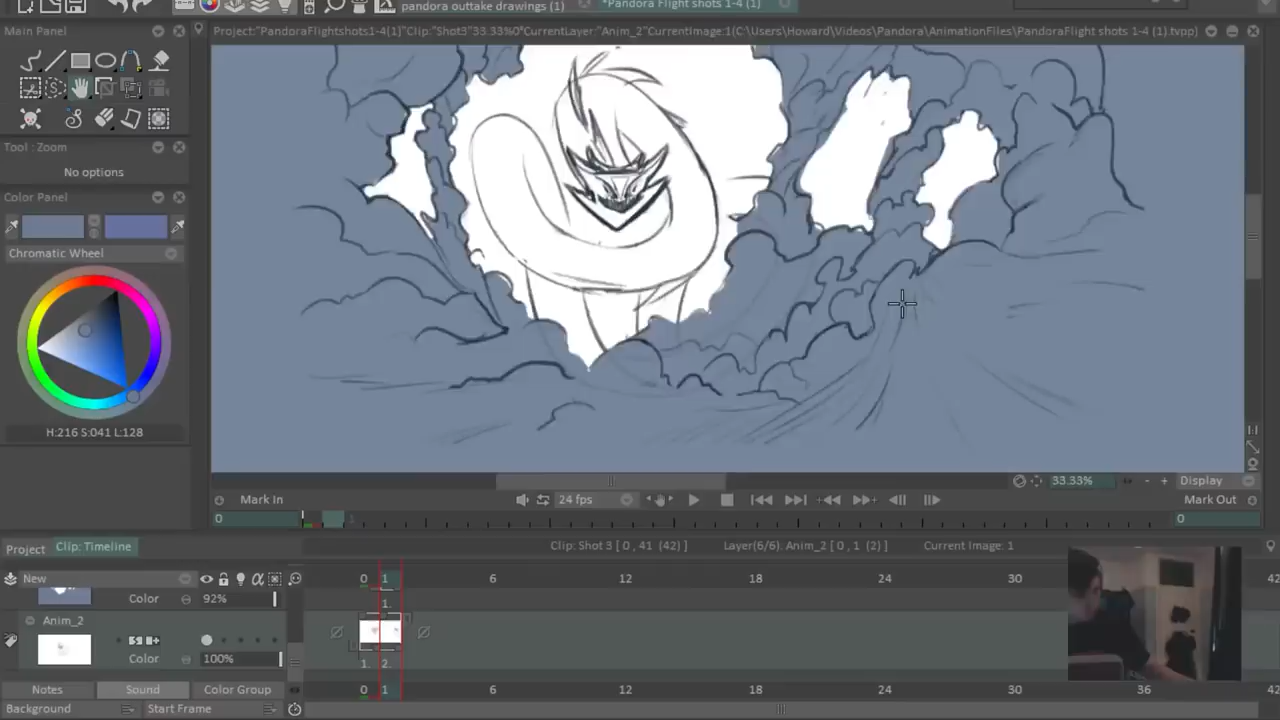 pandora outtake drawings (1)
*Pandora Flight shots 1-4 (1)
Main Panel
Project:"PandoraFlightshots1-4(1)"Clip:"Shot3"33.33%0°CurrentLayer:"Anim_2"CurrentImage:1(C:\Users\Howard\Videos\Pandora\AnimationFiles\PandoraFlight shots 1-4 (1).tvpp)
Tool : Zoom
No options
Color Panel
Chromatic Wheel
H:216 S:041 L:128
33.33%
Display
Mark In
24 fps
Mark Out
0
0
Project
Clip: Timeline
Clip: Shot 3 [ 0 , 41 (42) ]
Layer(6/6): Anim_2 [ 0 , 1 (2) ]
Current Image: 1
New
0 1 6 12 18 24 30
Color 92%
1.
Anim_2
Color 100%
1. 2.
Notes
Sound
Color Group
0 1 6 12 18 24 30 36 42
Background
Start Frame